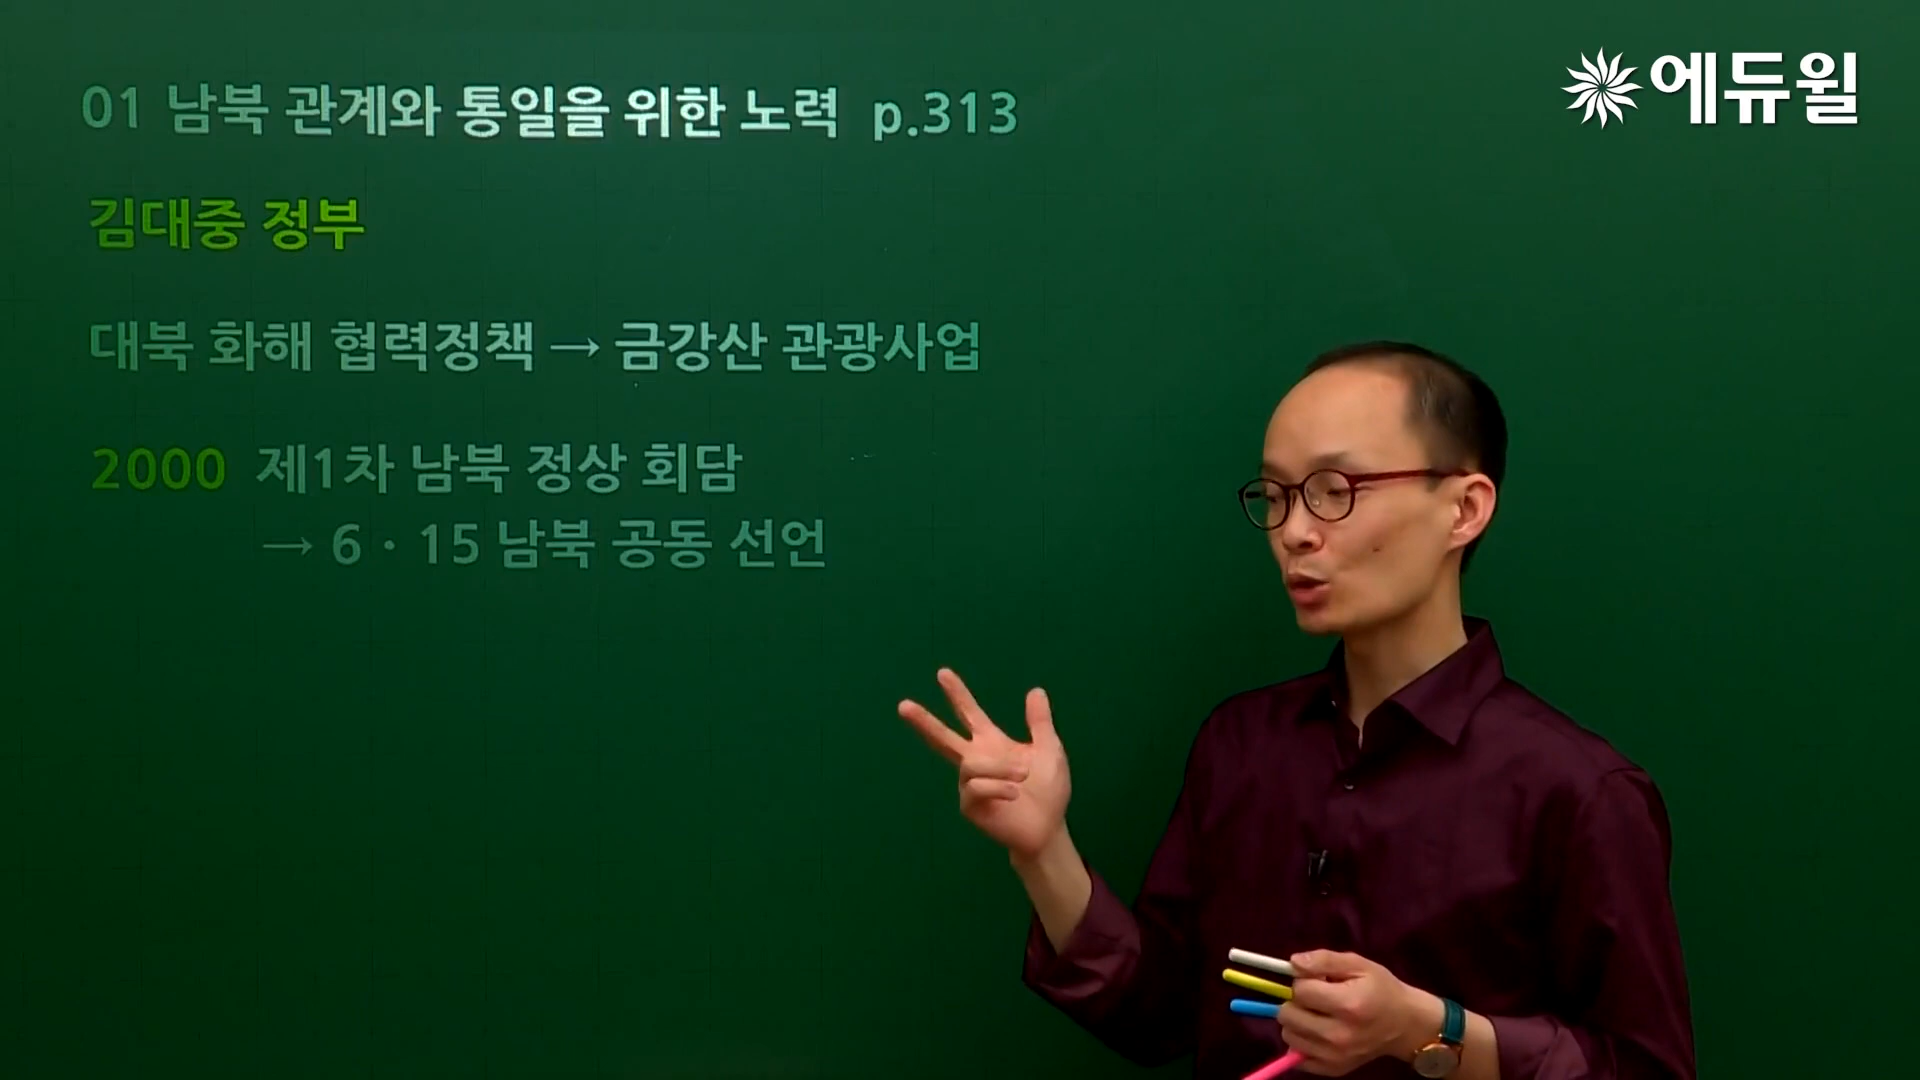 에듀윌
01 남북 관계와 통일을 위한 노력 p.313
김대중 정부
대북 화해 협력정책 → 금강산 관광사업
2000 제1차 남북 정상 회담
→ 6·15 남북 공동 선언